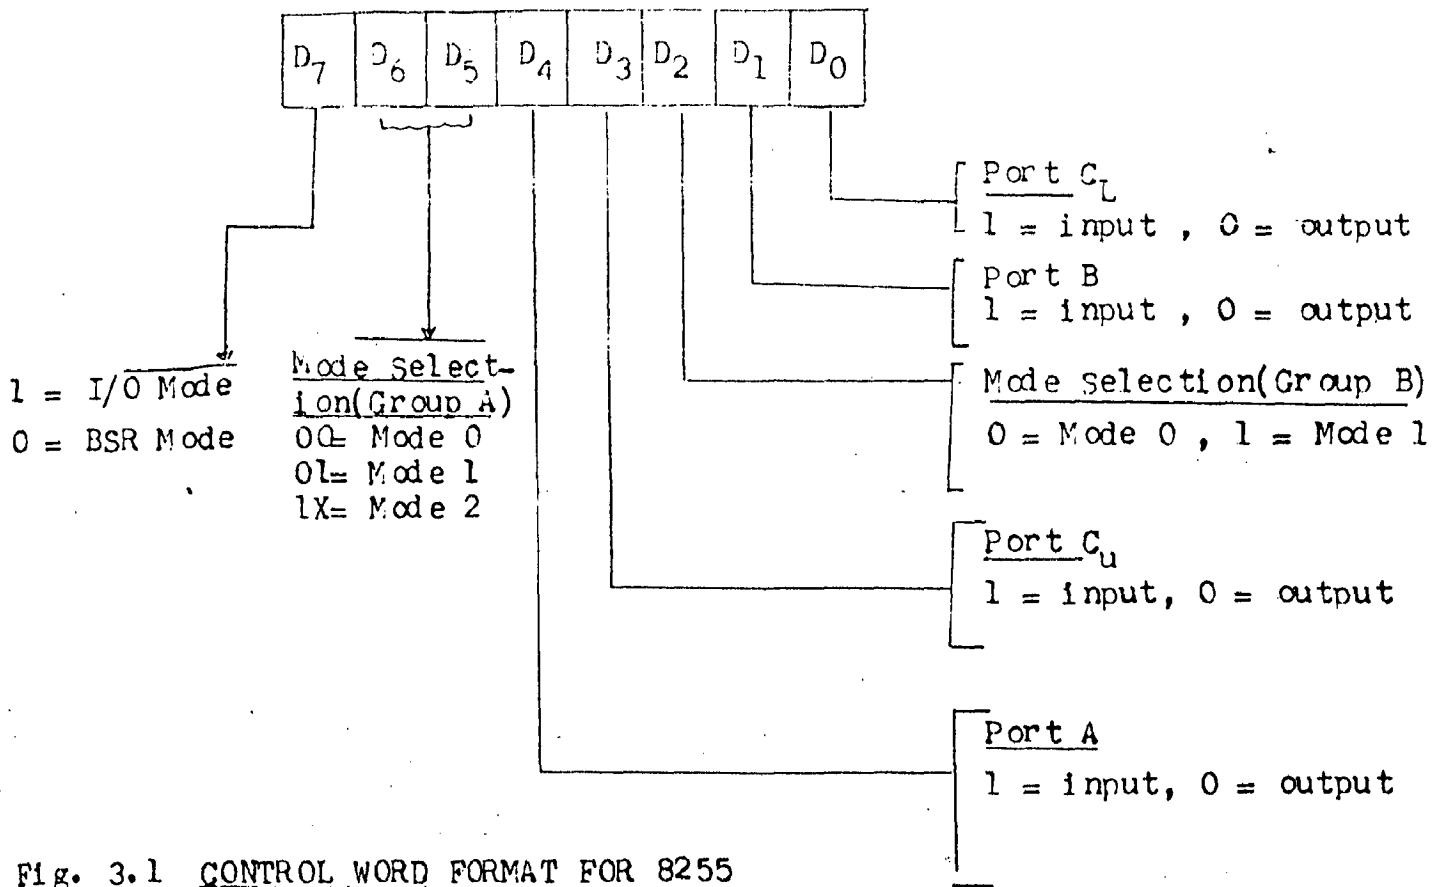 D7 D6 D5 D4 D3 D2 D1 D0
Port CL
1 = input , 0 = output
Port B
1 = input , 0 = output
Mode Selection(Group B)
0 = Mode 0 , 1 = Mode 1
Port Cu
1 = input, 0 = output
Port A
1 = input, 0 = output
1 = I/O Mode
0 = BSR Mode
Mode Select-
ion(Group A)
00= Mode 0
01= Mode 1
1X= Mode 2
Fig. 3.1 CONTROL WORD FORMAT FOR 8255